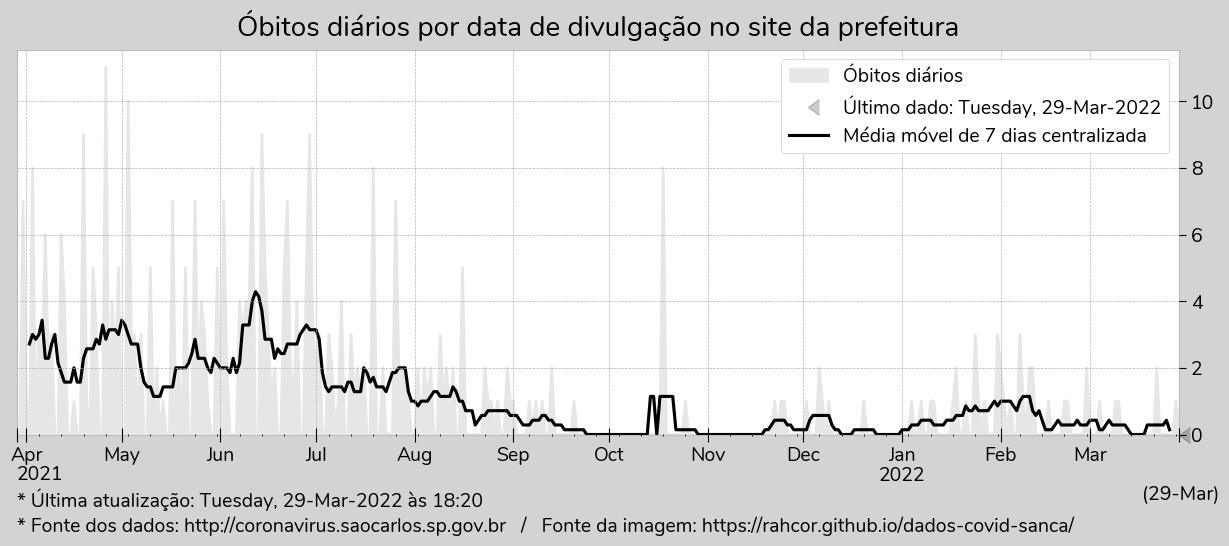 Óbitos diários por data de divulgação no site da prefeitura
Óbitos diários
Último dado: Tuesday, 29-Mar-2022
Média móvel de 7 dias centralizada
10
8
6
4
2
0
Apr May Jun Jul Aug Sep Oct Nov Dec Jan Feb Mar
2021 2022
(29-Mar)
* Última atualização: Tuesday, 29-Mar-2022 às 18:20
* Fonte dos dados: http://coronavirus.saocarlos.sp.gov.br / Fonte da imagem: https://rahcor.github.io/dados-covid-sanca/